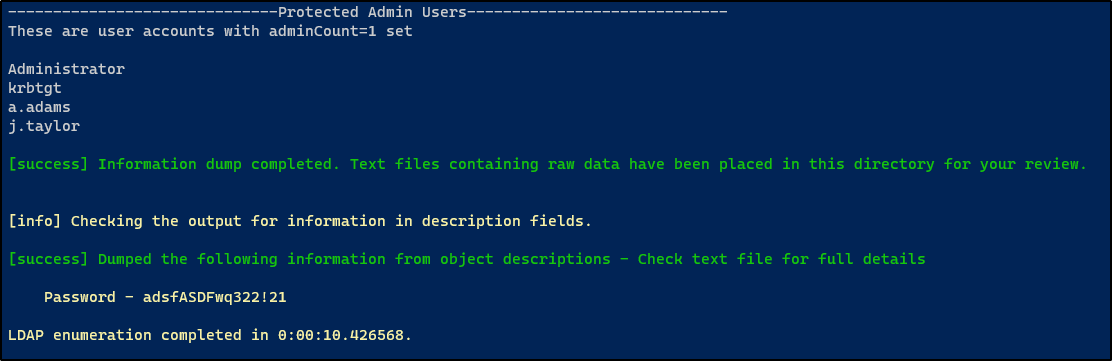 ------------------------------Protected Admin Users-----------------------------
These are user accounts with adminCount=1 set
Administrator
krbtgt
a.adams
j.taylor
[success] Information dump completed. Text files containing raw data have been placed in this directory for your review.
[info] Checking the output for information in description fields.
[success] Dumped the following information from object descriptions - Check text file for full details
Password - adsfASDFwq322!21
LDAP enumeration completed in 0:00:10.426568.